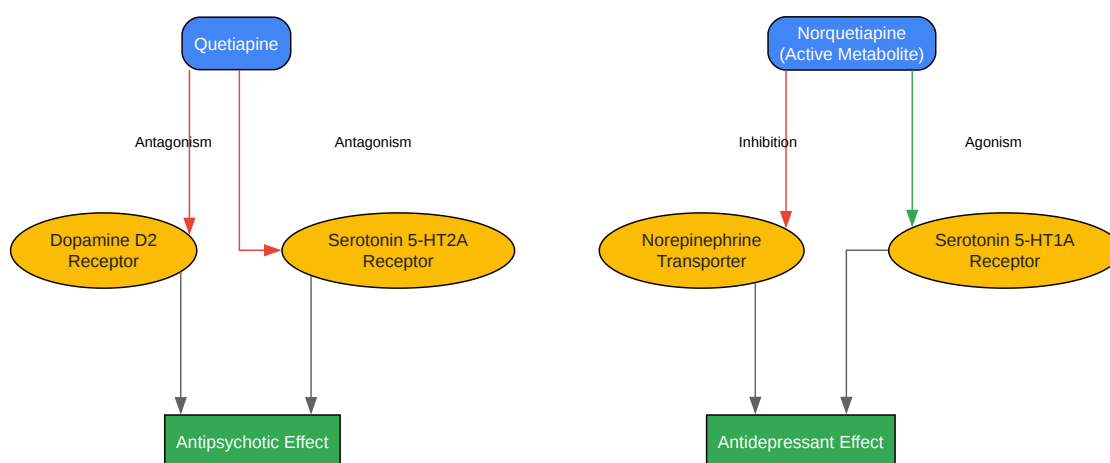 Quetiapine
Norquetiapine
(Active Metabolite)
Antagonism
Antagonism
Inhibition
Agonism
Dopamine D2
Receptor
Serotonin 5-HT2A
Receptor
Norepinephrine
Transporter
Serotonin 5-HT1A
Receptor
Antipsychotic Effect
Antidepressant Effect